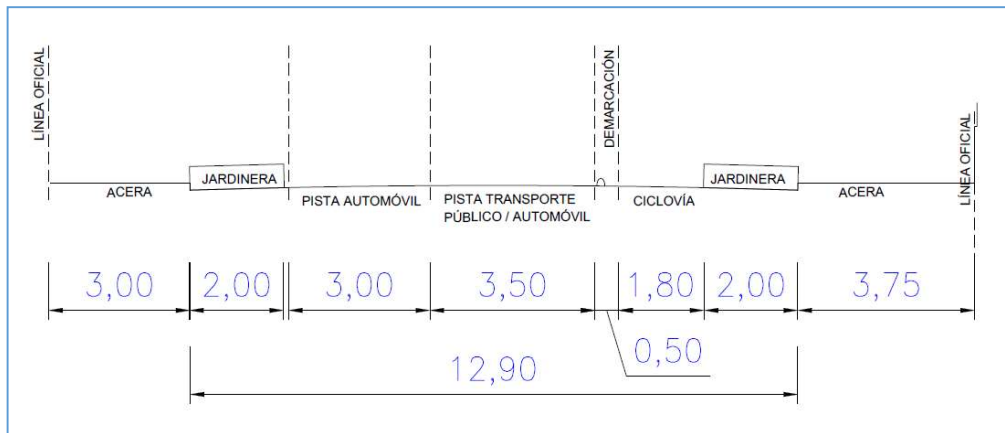 LÍNEA OFICIAL
DEMARCACIÓN
LÍNEA OFICIAL
ACERA
JARDINERA
PISTA AUTOMÓVIL
PISTA TRANSPORTE
PÚBLICO / AUTOMÓVIL
CICLOVÍA
JARDINERA
ACERA
3,00
2,00
3,00
3,50
1,80
2,00
3,75
0,50
12,90